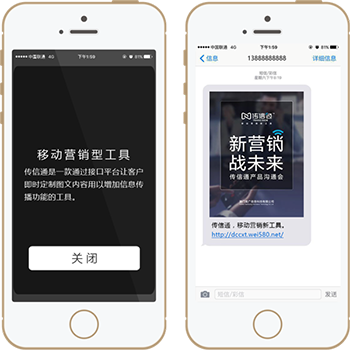 中国联通 4G
下午1:59
移动营销型工具
传信通是一款通过接口平台让客户
即时定制图文内容用以增加信息传
播功能的工具。
关 闭
中国联通 4G
下午1:59
信息
13888888888
详细信息
短信/彩信
传信通
新营销
战未来
传信通产品沟通会
传信通，移动营销新工具。
http://dccxt.wei580.net/
短信/彩信
发送